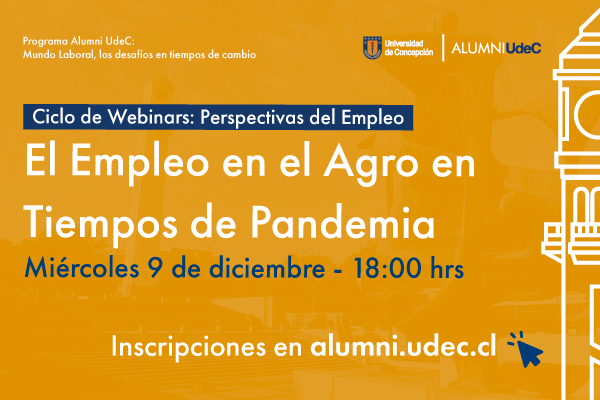 Programa Alumni UdeC:
Mundo Laboral, los desafíos en tiempos de cambio
Universidad
de Concepción
ALUMNI UdeC
Ciclo de Webinars: Perspectivas del Empleo
El Empleo en el Agro en
Tiempos de Pandemia
Miércoles 9 de diciembre - 18:00 hrs
Inscripciones en alumni.udec.cl